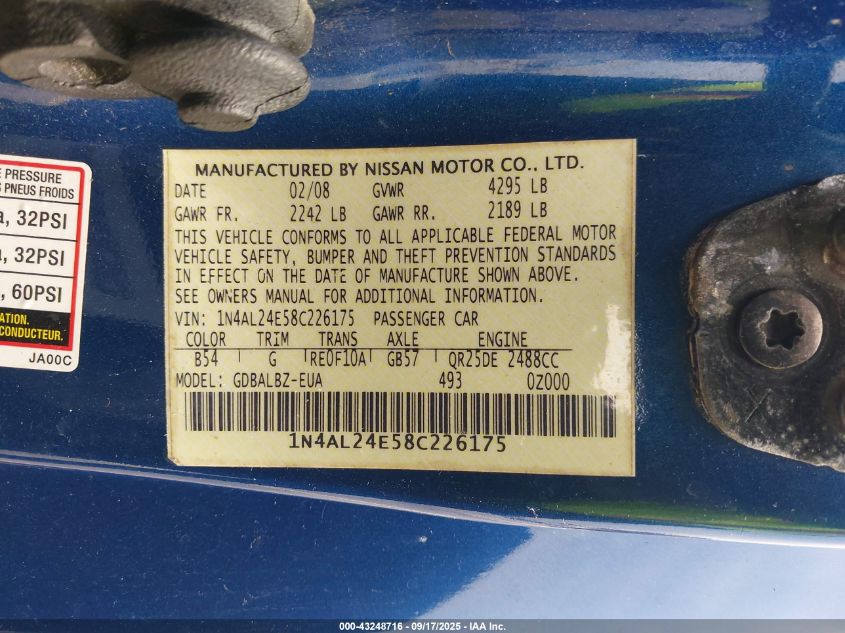 E PRESSURE
S PNEUS FROIDS
a, 32PSI
a, 32PSI
, 60PSI
ATION.
CONDUCTEUR.
JA00C
MANUFACTURED BY NISSAN MOTOR CO., LTD.
DATE 02/08 GVWR 4295 LB
GAWR FR. 2242 LB GAWR RR. 2189 LB
THIS VEHICLE CONFORMS TO ALL APPLICABLE FEDERAL MOTOR
VEHICLE SAFETY, BUMPER AND THEFT PREVENTION STANDARDS
IN EFFECT ON THE DATE OF MANUFACTURE SHOWN ABOVE.
SEE OWNERS MANUAL FOR ADDITIONAL INFORMATION.
VIN: 1N4AL24E58C226175 PASSENGER CAR
COLOR TRIM TRANS AXLE ENGINE
B54 G RE0F10A GB57 QR25DE 2488CC
MODEL: GDBALBZ-EUA 493 0Z000
1N4AL24E58C226175
000-43248716 - 09/17/2025 - IAA Inc.